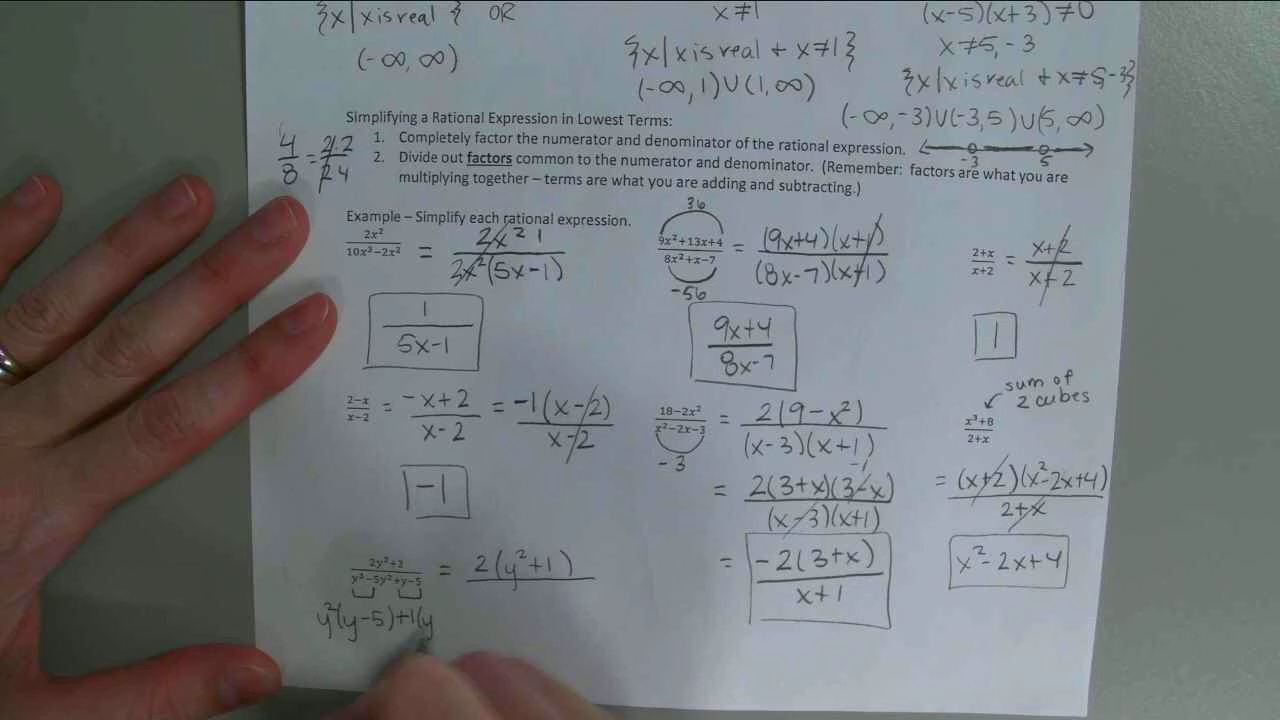 {x | x is real } OR
(-∞, ∞)
x ≠ 1
{x | x is real + x ≠ 1}
(-∞, 1) ∪ (1, ∞)
(x-5)(x+3) ≠ 0
x ≠ 5, -3
{x | x is real + x ≠ 5, -3}
(-∞, -3) ∪ (-3, 5) ∪ (5, ∞)
-3 5
Simplifying a Rational Expression in Lowest Terms:
4/8 = 2·2/2·4
1. Completely factor the numerator and denominator of the rational expression.
2. Divide out factors common to the numerator and denominator. (Remember: factors are what you are
multiplying together – terms are what you are adding and subtracting.)
Example – Simplify each rational expression.
2x²/10x³−2x² = 2x² 1/2x²(5x-1)
1/5x-1
36
9x²+13x+4/8x²+x−7 = (9x+4)(x+1)/(8x-7)(x+1)
-56
9x+4/8x-7
2+x/x+2 = x+2/x+2
1
2−x/x−2 = -x+2/x-2 = -1(x-2)/x-2
-1
18−2x²/x²−2x−3 = 2(9-x²)/(x-3)(x+1)
-3
-1
= 2(3+x)(3-x)/(x-3)(x+1)
= -2(3+x)/x+1
sum of
2 cubes
x³+8/2+x
= (x+2)(x²-2x+4)/2+x
x²-2x+4
2y²+2/y³−5y²+y−5 = 2(y²+1)
y²(y-5)+1(y